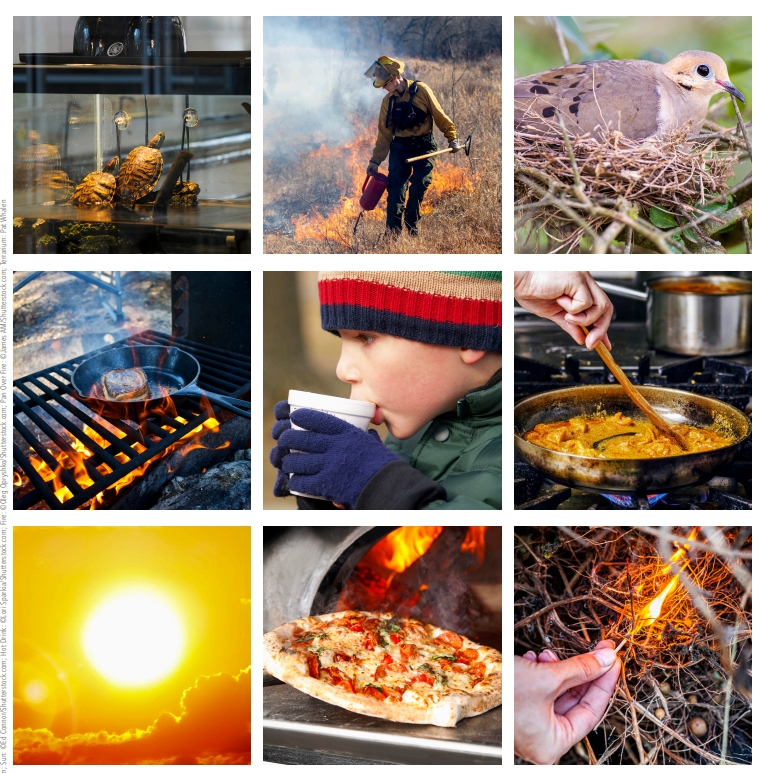 n; Sun: ©Ed Connor/Shutterstock.com; Hot Drink: ©Lori Sparkia/Shutterstock.com; Fire: ©Oleg Opryshko/Shutterstock.com; Pan Over Fire: ©James AM/Shutterstock.com; Terrarium: Pat Whalen